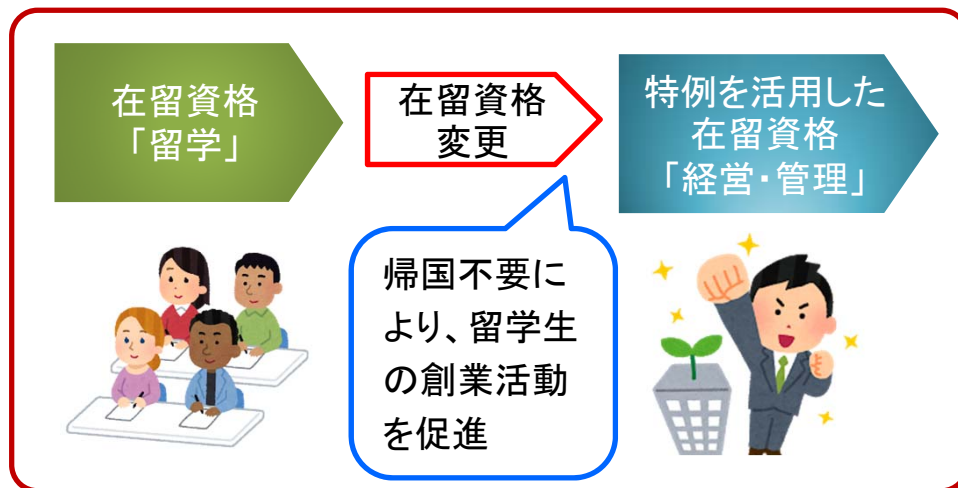 在留資格
「留学」
在留資格
変更
特例を活用した
在留資格
「経営・管理」
帰国不要に
より、留学生
の創業活動
を促進